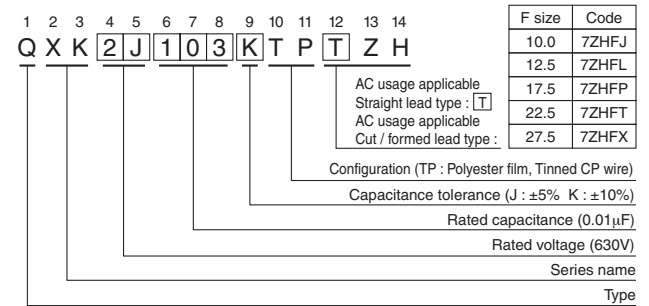 1 2 3 4 5 6 7 8 9 10 11 12 13 14
Q X K 2 J 1 0 3 K T P T Z H
F size Code
10.0 7ZHFJ
12.5 7ZHFL
17.5 7ZHFP
22.5 7ZHFT
27.5 7ZHFX
AC usage applicable
Straight lead type : T
AC usage applicable
Cut / formed lead type :
Configuration (TP : Polyester film, Tinned CP wire)
Capacitance tolerance (J : ±5% K : ±10%)
Rated capacitance (0.01μF)
Rated voltage (630V)
Series name
Type